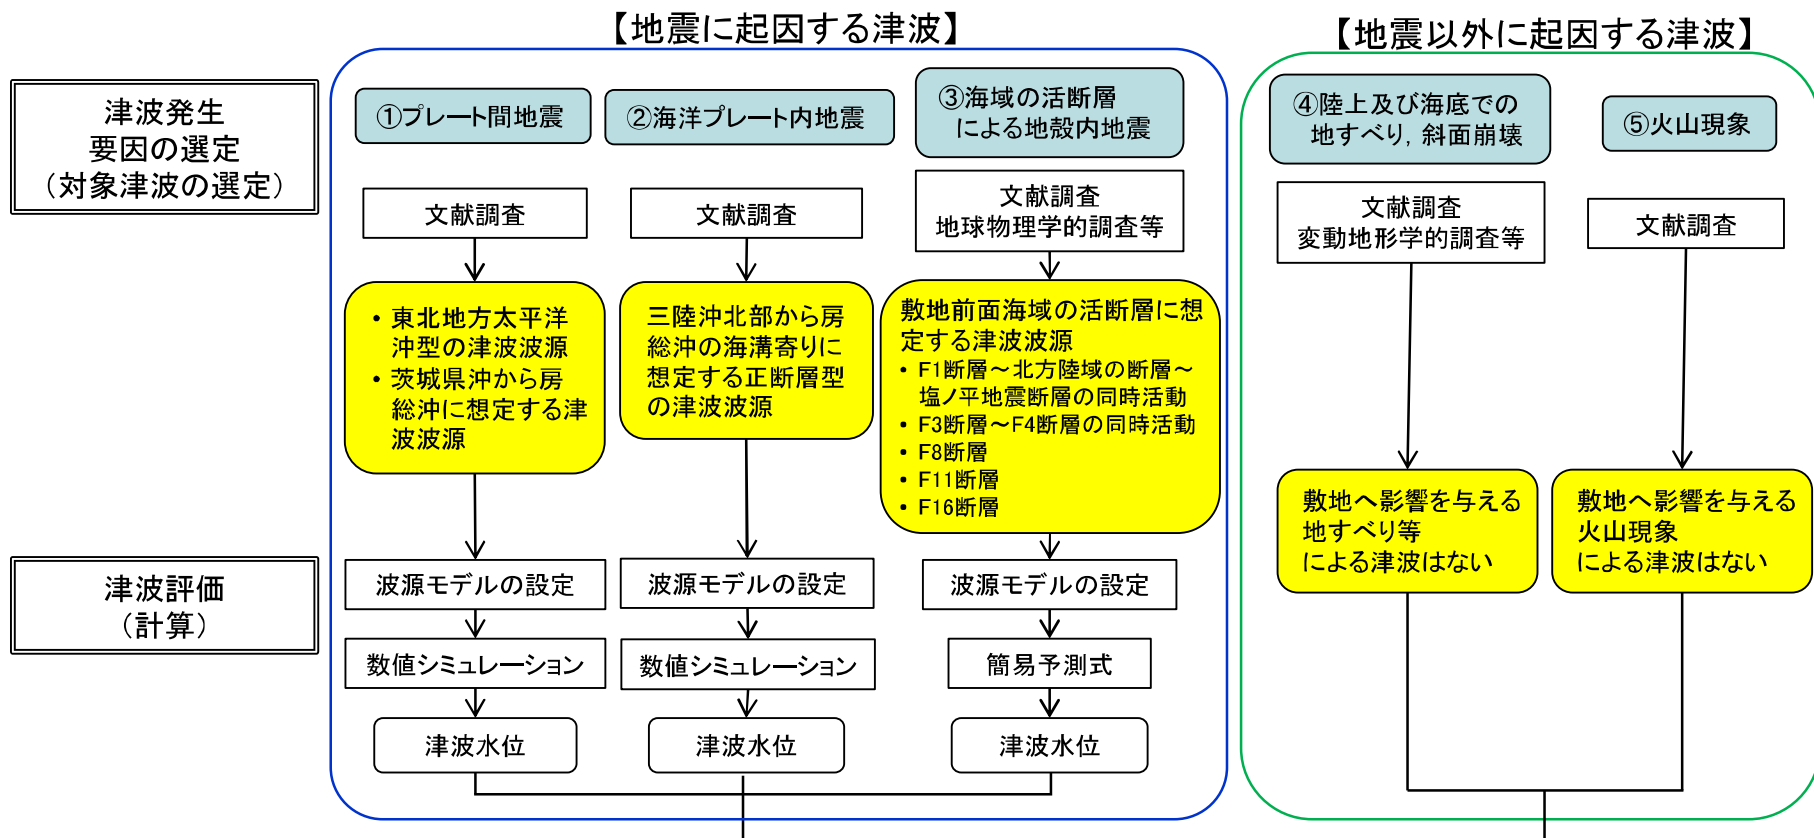 【地震に起因する津波】
【地震以外に起因する津波】
津波発生
要因の選定
（対象津波の選定）
①プレート間地震
②海洋プレート内地震
③海域の活断層
による地殻内地震
④陸上及び海底での
地すべり，斜面崩壊
⑤火山現象
文献調査
文献調査
文献調査
地球物理学的調査等
文献調査
変動地形学的調査等
文献調査
・東北地方太平洋
沖型の津波波源
・茨城県沖から房
総沖に想定する津
波波源
三陸沖北部から房
総沖の海溝寄りに
想定する正断層型
の津波波源
敷地前面海域の活断層に想
定する津波波源
・F1断層～北方陸域の断層～
塩ノ平地震断層の同時活動
・F3断層～F4断層の同時活動
・F8断層
・F11断層
・F16断層
敷地へ影響を与える
地すべり等
による津波はない
敷地へ影響を与える
火山現象
による津波はない
津波評価
（計算）
波源モデルの設定
波源モデルの設定
波源モデルの設定
数値シミュレーション
数値シミュレーション
簡易予測式
津波水位
津波水位
津波水位